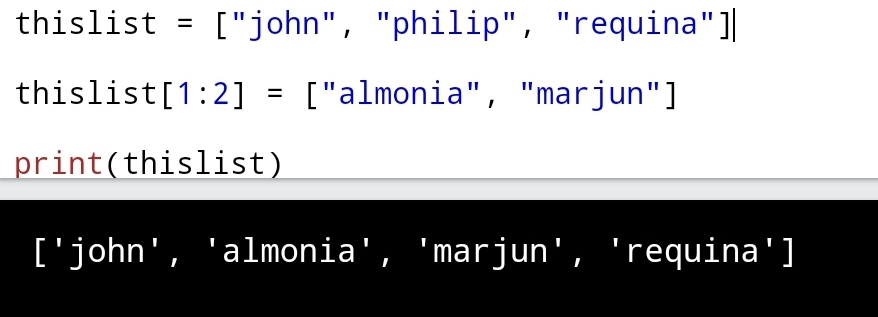 thislist = ["john", "philip", "requina"]
thislist[1:2] = ["almonia", "marjun"]
print(thislist)
['john', 'almonia', 'marjun', 'requina']